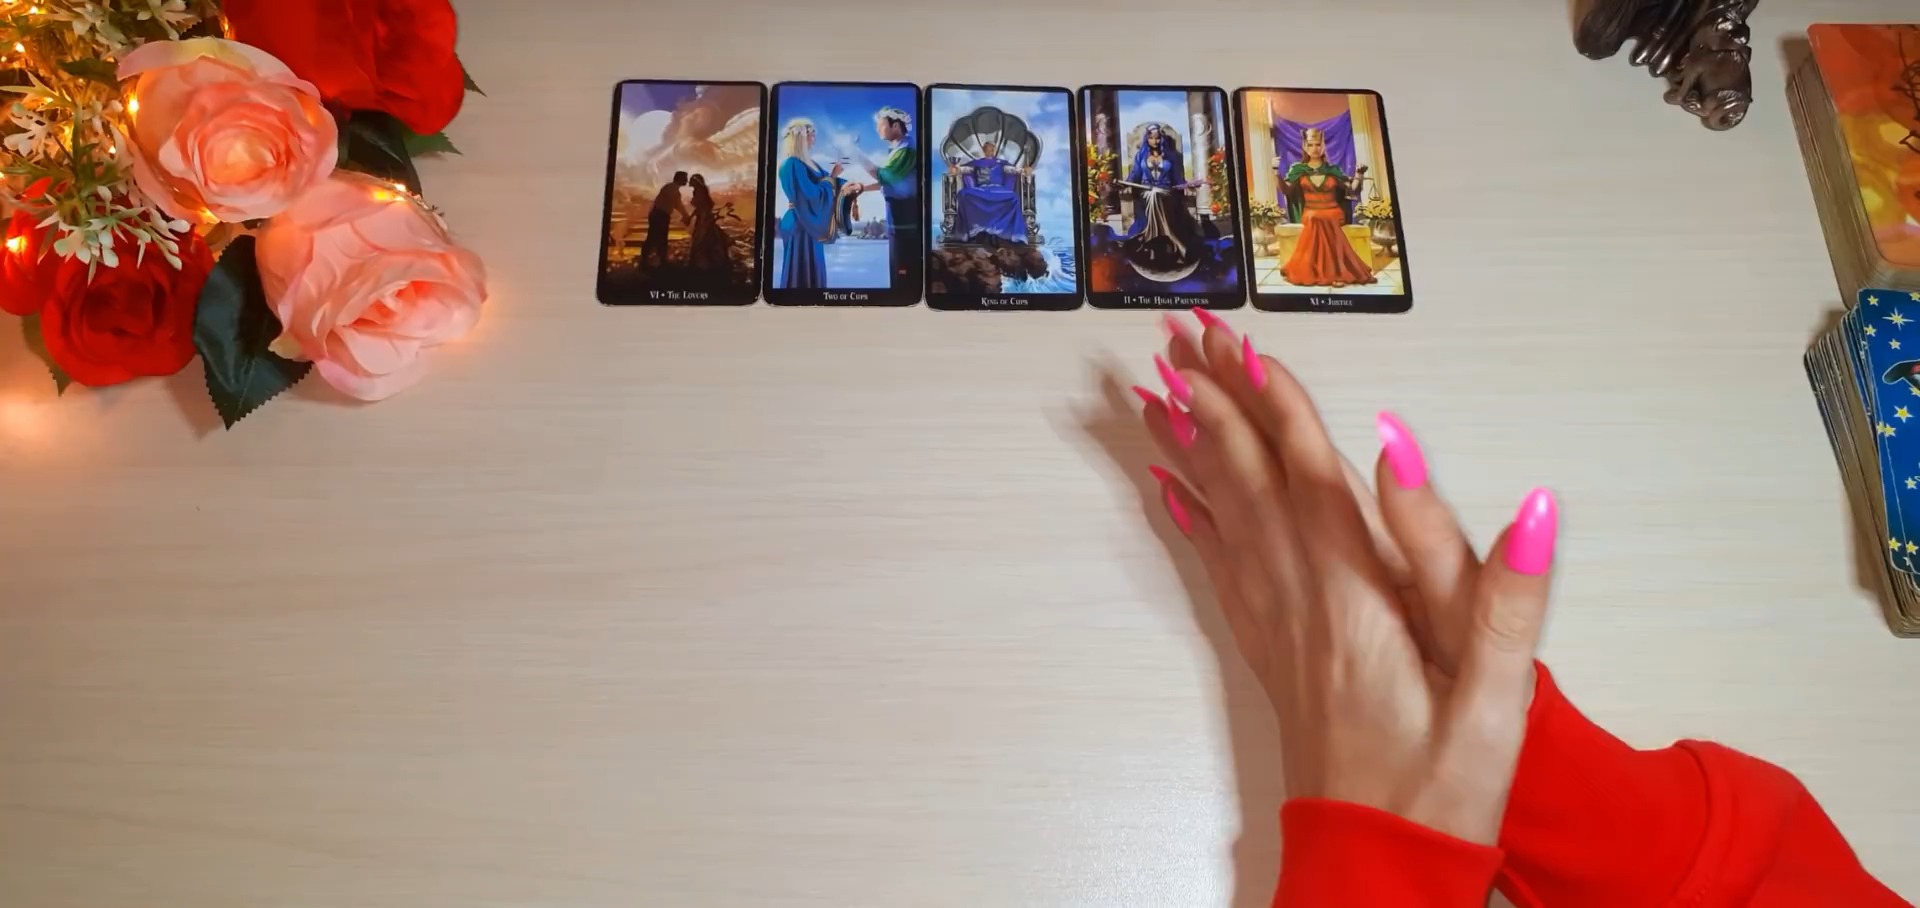 VI • The Lovers
Two of Cups
King of Cups
II • The High Priestess
XI • Justice